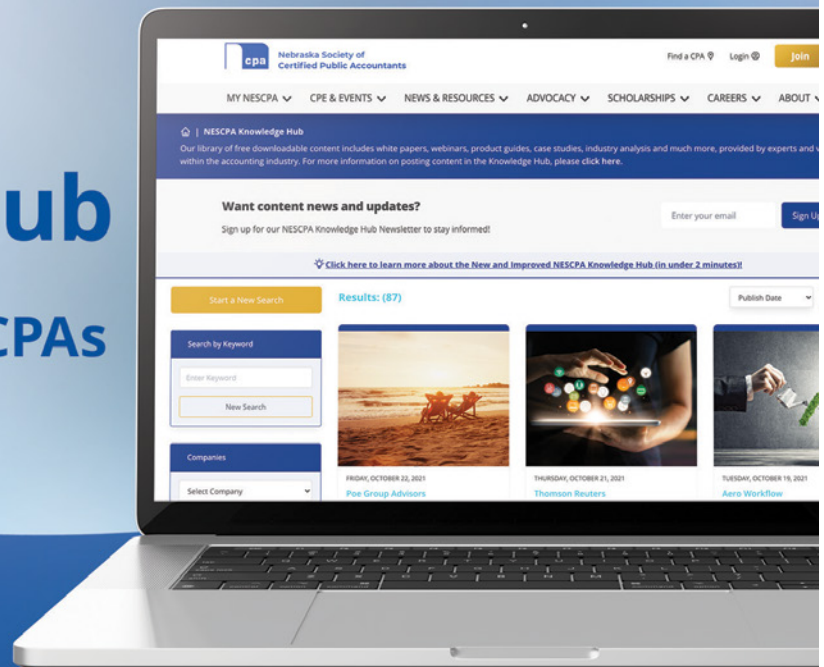 ub
CPAs
cpa
Nebraska Society of
Certified Public Accountants
Find a CPA
Login
Join
MY NESCPA
CPE & EVENTS
NEWS & RESOURCES
ADVOCACY
SCHOLARSHIPS
CAREERS
ABOUT
| NESCPA Knowledge Hub
Our library of free downloadable content includes white papers, webinars, product guides, case studies, industry analysis and much more, provided by experts and v
within the accounting industry. For more information on posting content in the Knowledge Hub, please click here.
Want content news and updates?
Sign up for our NESCPA Knowledge Hub Newsletter to stay informed!
Enter your email
Sign Up
Click here to learn more about the New and Improved NESCPA Knowledge Hub (in under 2 minutes)!
Start a New Search
Results: (87)
Publish Date
Search by Keyword
Enter Keyword
New Search
Companies
Select Company
FRIDAY, OCTOBER 22, 2021
Poe Group Advisors
THURSDAY, OCTOBER 21, 2021
Thomson Reuters
TUESDAY, OCTOBER 19, 2021
Aero Workflow